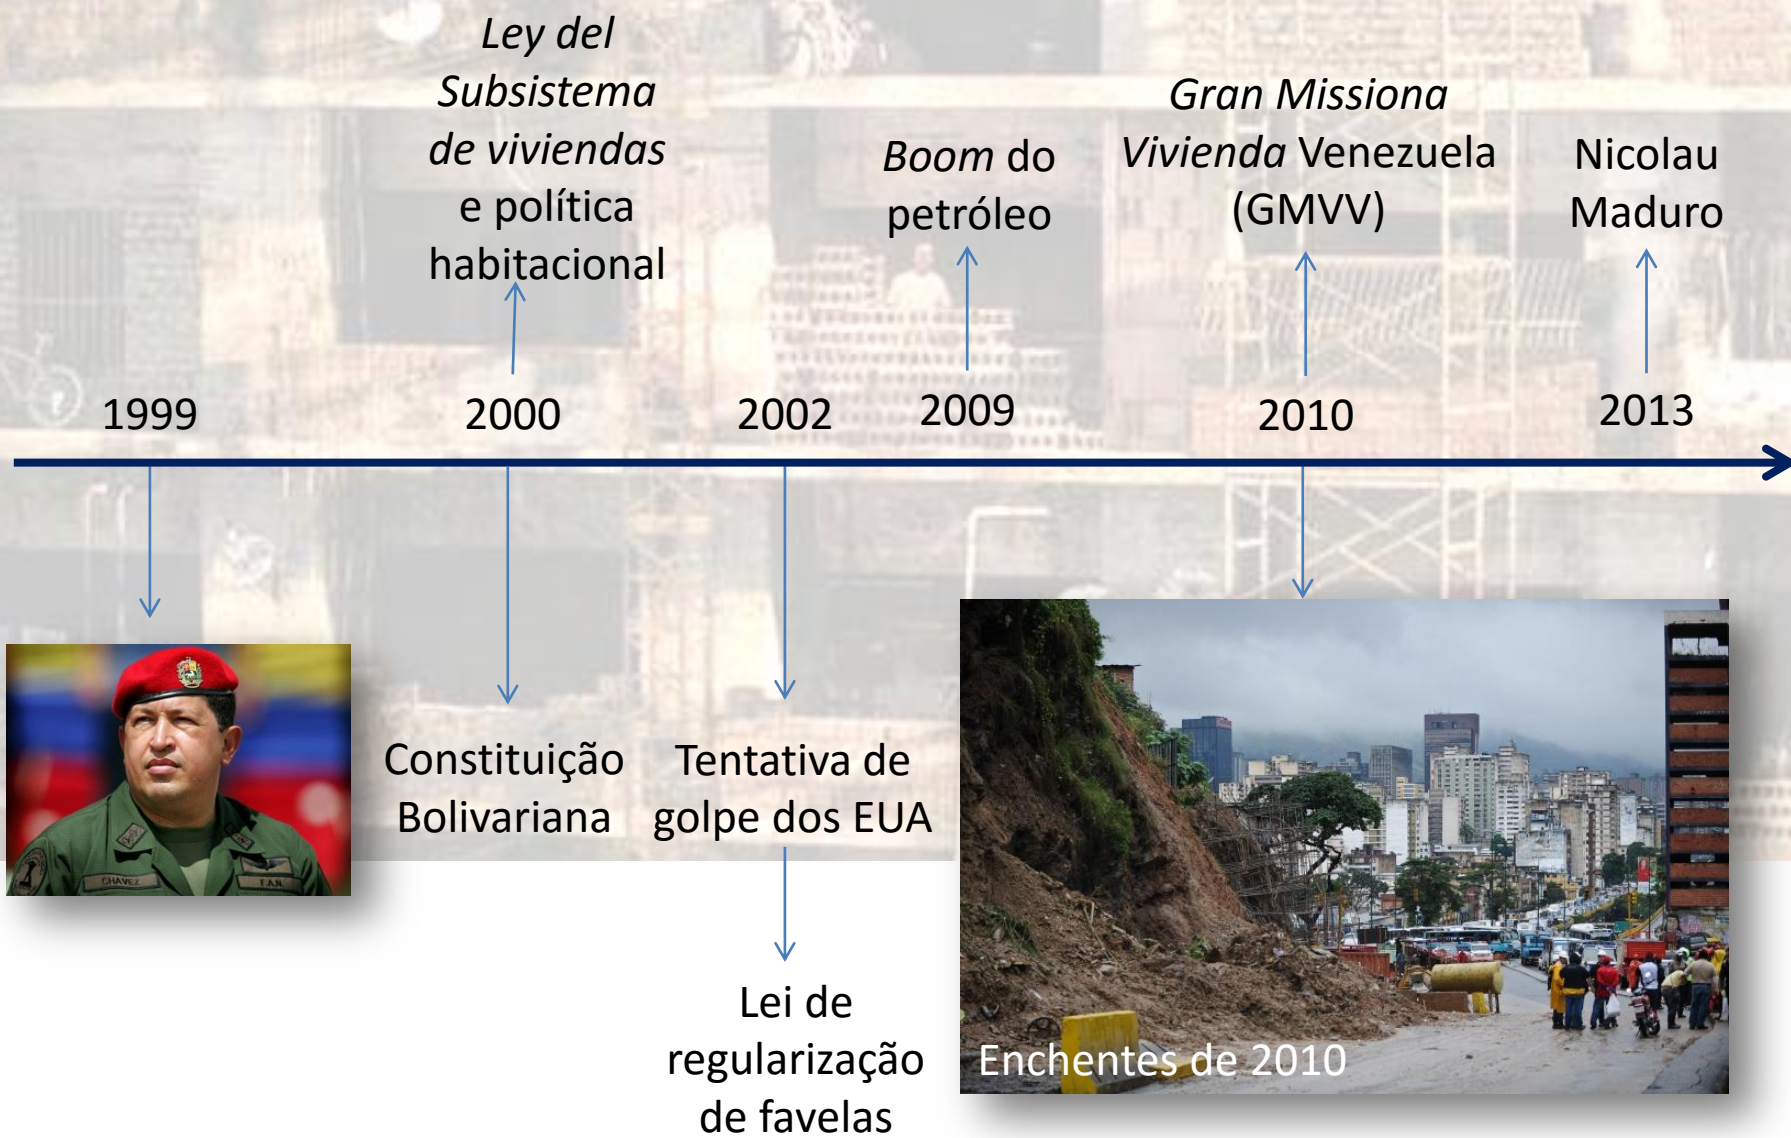 Ley del
Subsistema
de viviendas
e política
habitacional
Boom do
petróleo
Gran Missiona
Vivienda Venezuela
(GMVV)
Nicolau
Maduro
1999
2000
2002
2009
2010
2013
CHAVEZ
F.A.N.
Constituição
Bolivariana
Tentativa de
golpe dos EUA
Lei de
regularização
de favelas
Enchentes de 2010